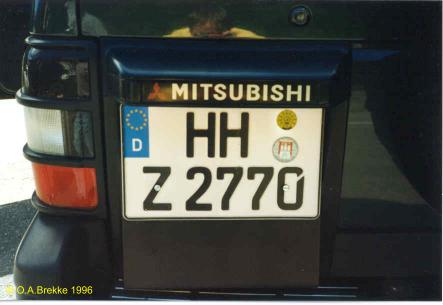 MITSUBISHI
HH
D
Z 2770
© O.A.Brekke 1996